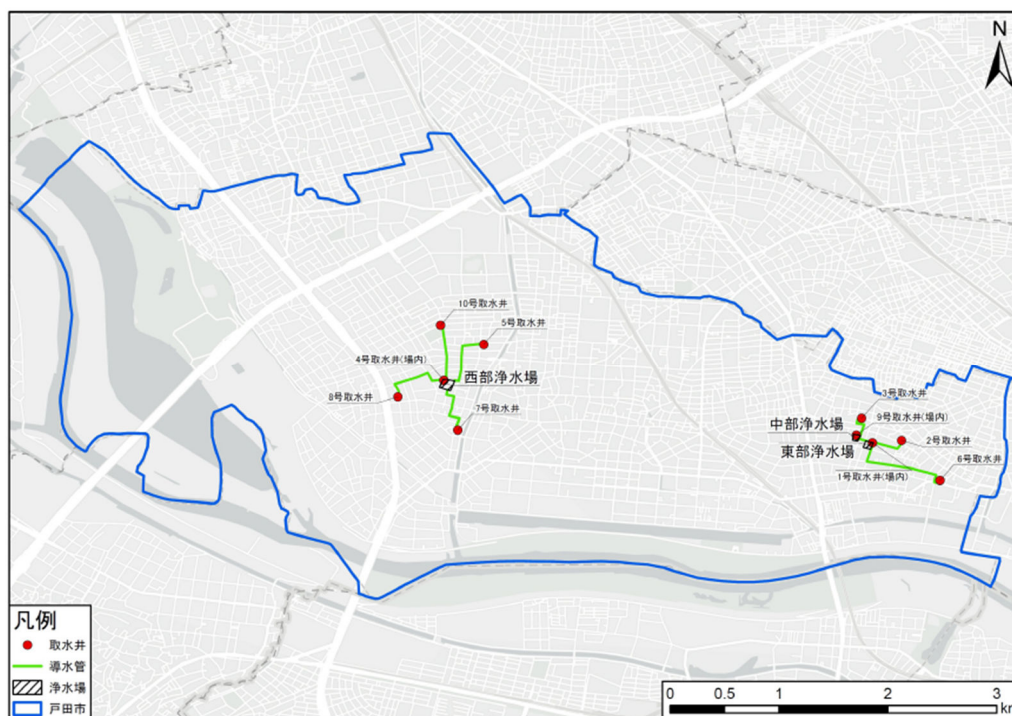 N
10号取水井
5号取水井
4号取水井(場内)
西部浄水場
8号取水井
7号取水井
3号取水井
9号取水井(場内)
中部浄水場
2号取水井
東部浄水場
6号取水井
1号取水井(場内)
凡例
取水井
導水管
浄水場
戸田市
0 0.5 1 2 3
km